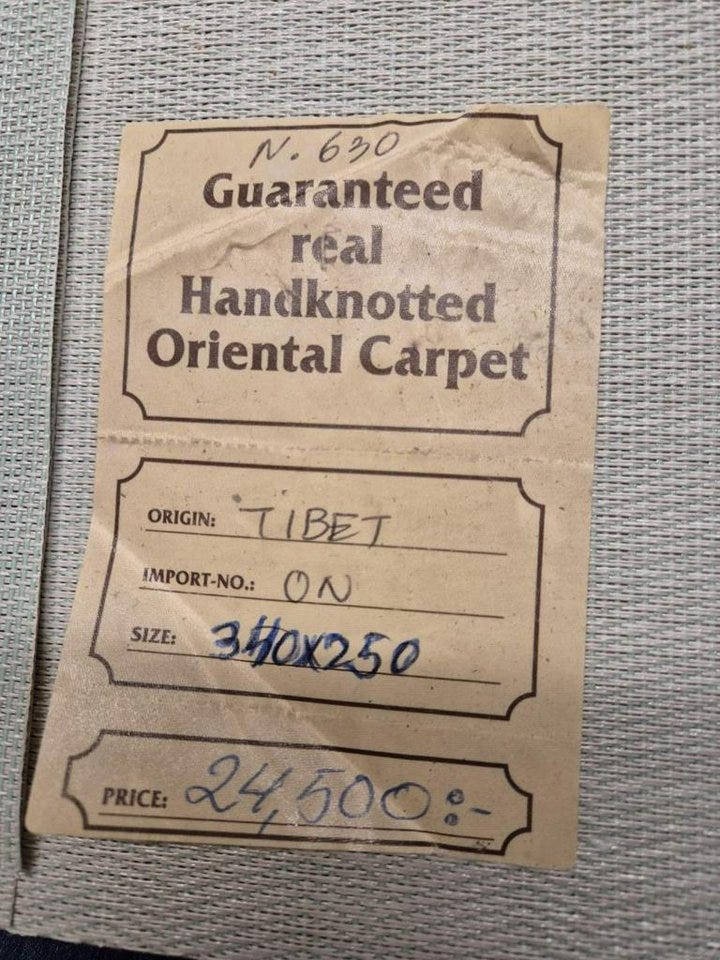 N. 630
Guaranteed
real
Handknotted
Oriental Carpet
ORIGIN: TIBET
IMPORT-NO.: ON
SIZE: 340x250
PRICE: 24,500:-